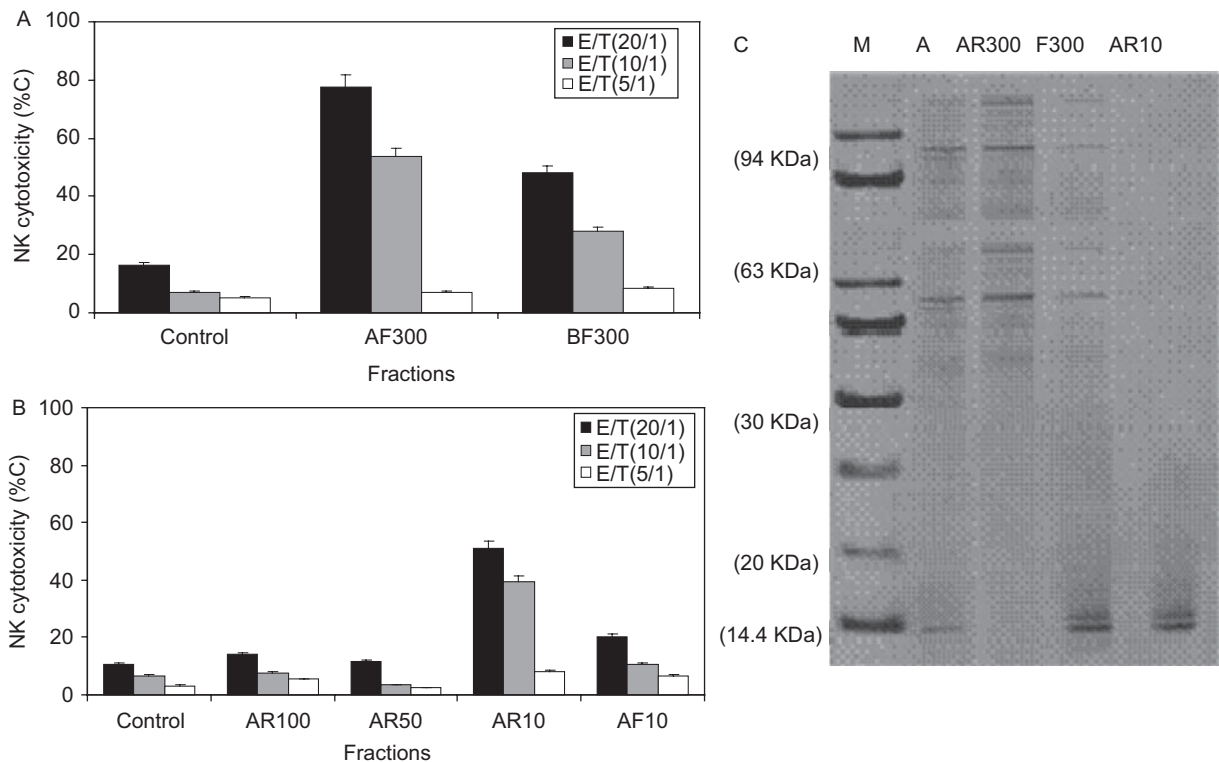 A
100
80
60
40
20
0
NK cytotoxicity (%C)
E/T(20/1)
E/T(10/1)
E/T(5/1)
Control AF300 BF300
Fractions
B
100
80
60
40
20
0
NK cytotoxicity (%C)
E/T(20/1)
E/T(10/1)
E/T(5/1)
Control AR100 AR50 AR10 AF10
Fractions
C M A AR300 F300 AR10
(94 KDa)
(63 KDa)
(30 KDa)
(20 KDa)
(14.4 KDa)